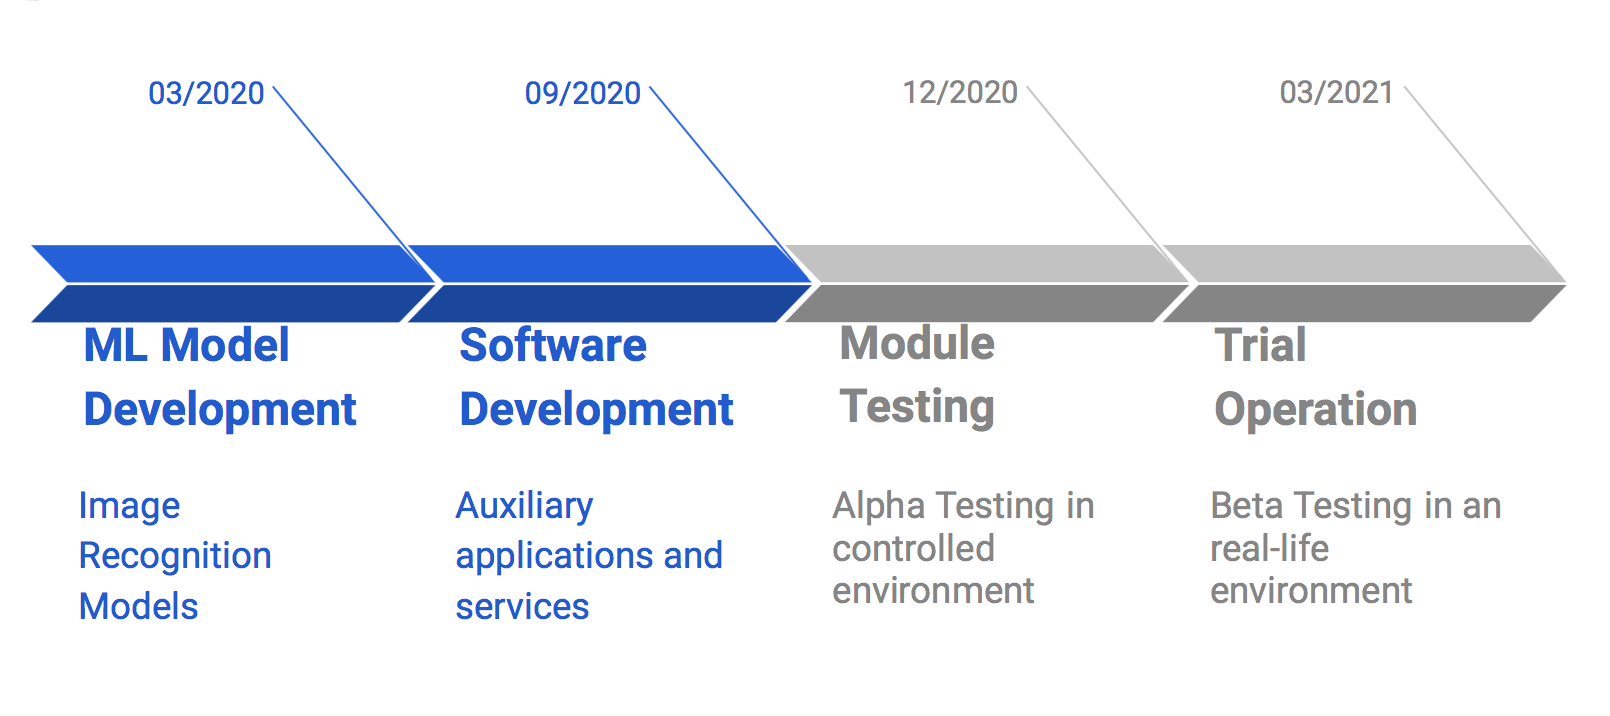 03/2020
09/2020
12/2020
03/2021
ML Model
Development
Image
Recognition
Models
Software
Development
Auxiliary
applications and
services
Module
Testing
Alpha Testing in
controlled
environment
Trial
Operation
Beta Testing in an
real-life
environment